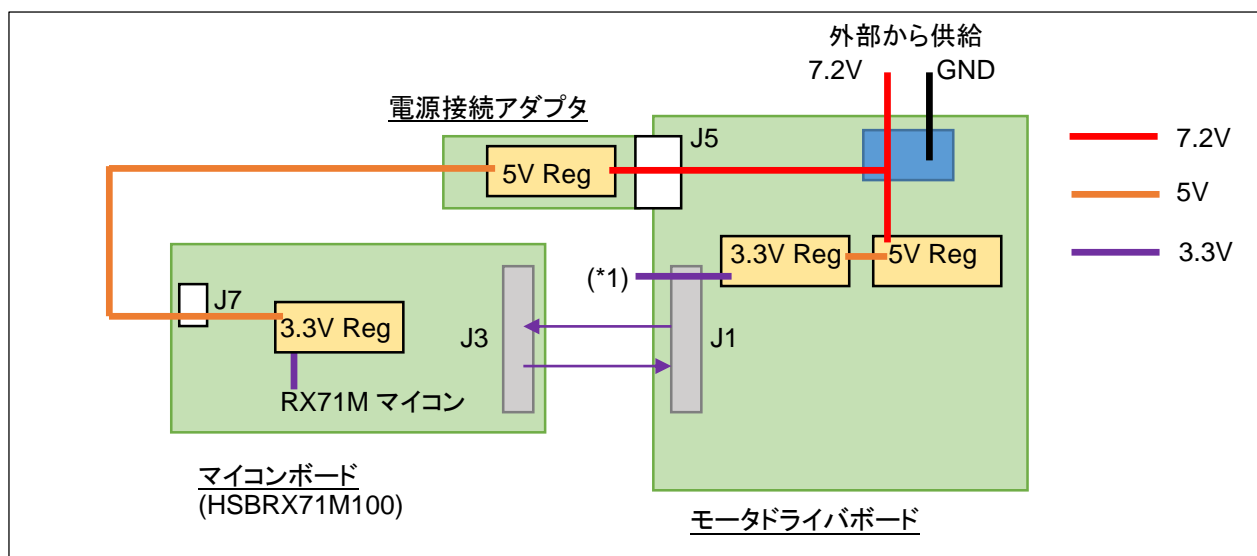 外部から供給
7.2V
GND
電源接続アダプタ
J5
7.2V
5V Reg
5V
3.3V Reg
5V Reg
3.3V
(*1)
J7
3.3V Reg
J3
J1
RX71M マイコン
マイコンボード
(HSBRX71M100)
モータドライバボード